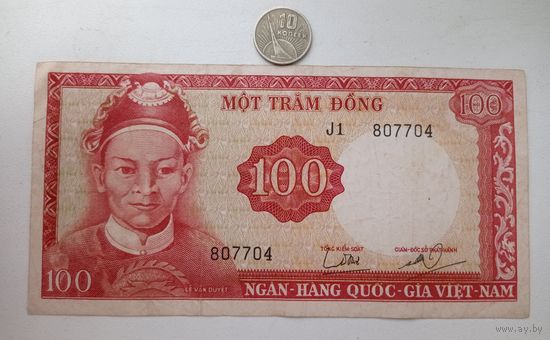 10
КОПЕЕК
MỘT TRĂM ĐỒNG
100
J1 807704
100
807704
TỔNG KIỂM SOÁT
GIÁM-ĐỐC SỞ PHÁT-HÀNH
100
LÊ VĂN DUYỆT
NGÂN-HÀNG QUỐC-GIA VIỆT-NAM
ay.by